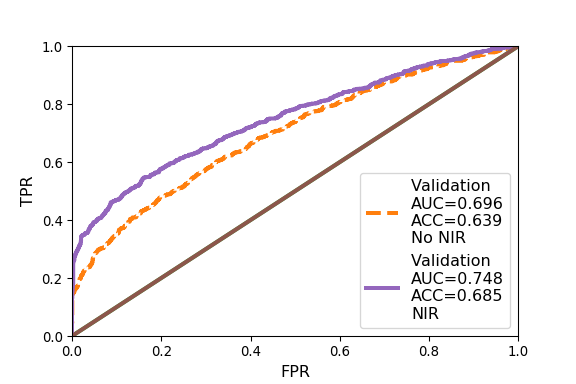 1.0
0.8
0.6
0.4
0.2
0.0
TPR
0.0 0.2 0.4 0.6 0.8 1.0
FPR
Validation
AUC=0.696
ACC=0.639
No NIR
Validation
AUC=0.748
ACC=0.685
NIR